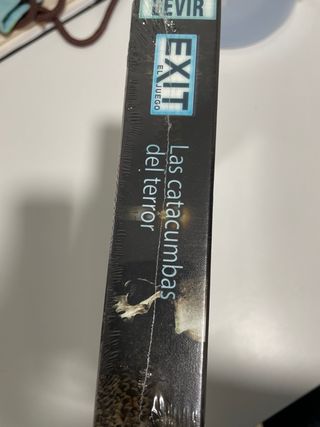 DEVIR
EXIT
EL JUEGO
Las catacumbas
del terror